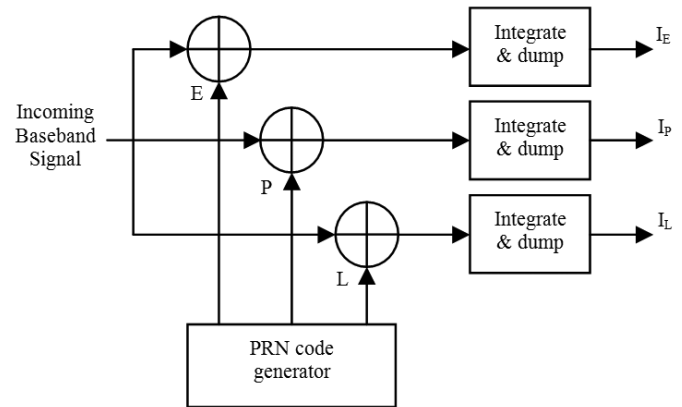 Integrate
& dump
I_E
E
Incoming
Baseband
Signal
Integrate
& dump
I_P
P
Integrate
& dump
I_L
L
PRN code
generator